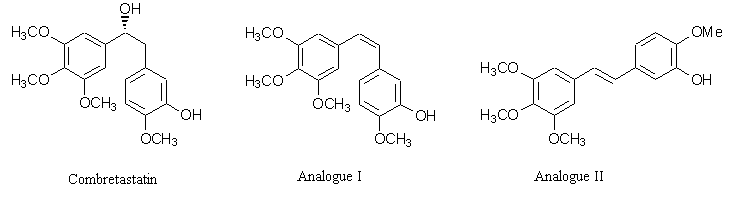 OH
H₃CO
H₃CO
OCH₃
OH
OCH₃
Combretastatin
H₃CO
H₃CO
OCH₃
OH
OCH₃
Analogue I
OMe
OH
H₃CO
H₃CO
OCH₃
Analogue II